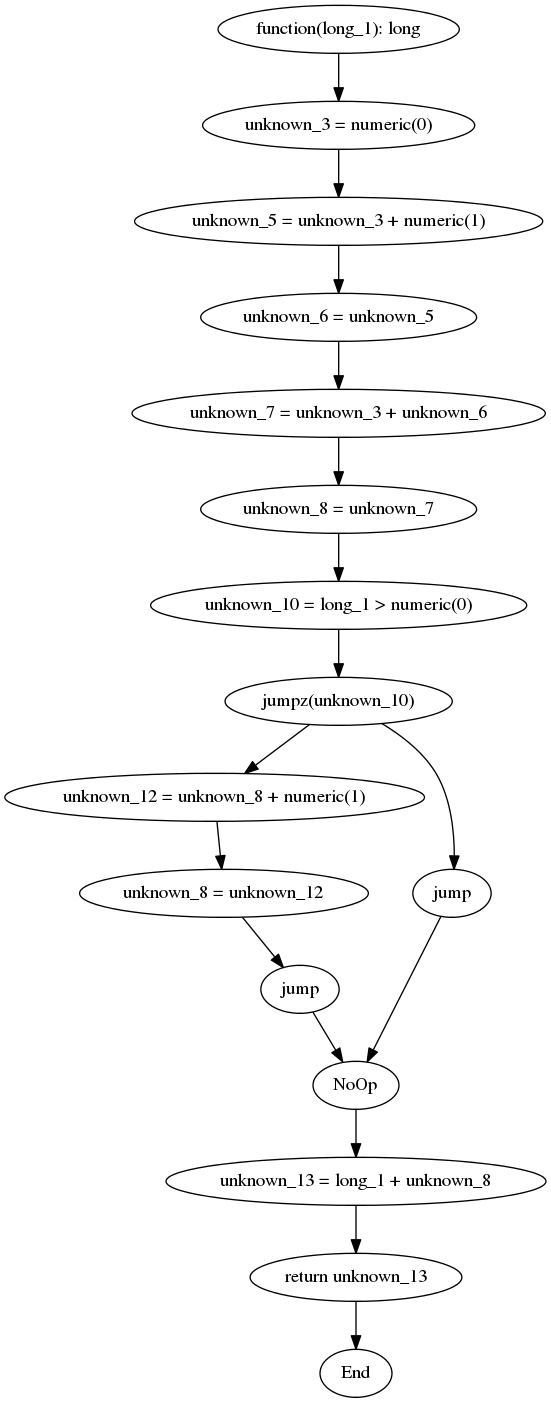 function(long_1): long
unknown_3 = numeric(0)
unknown_5 = unknown_3 + numeric(1)
unknown_6 = unknown_5
unknown_7 = unknown_3 + unknown_6
unknown_8 = unknown_7
unknown_10 = long_1 > numeric(0)
jumpz(unknown_10)
unknown_12 = unknown_8 + numeric(1)
unknown_8 = unknown_12
jump
jump
NoOp
unknown_13 = long_1 + unknown_8
return unknown_13
End